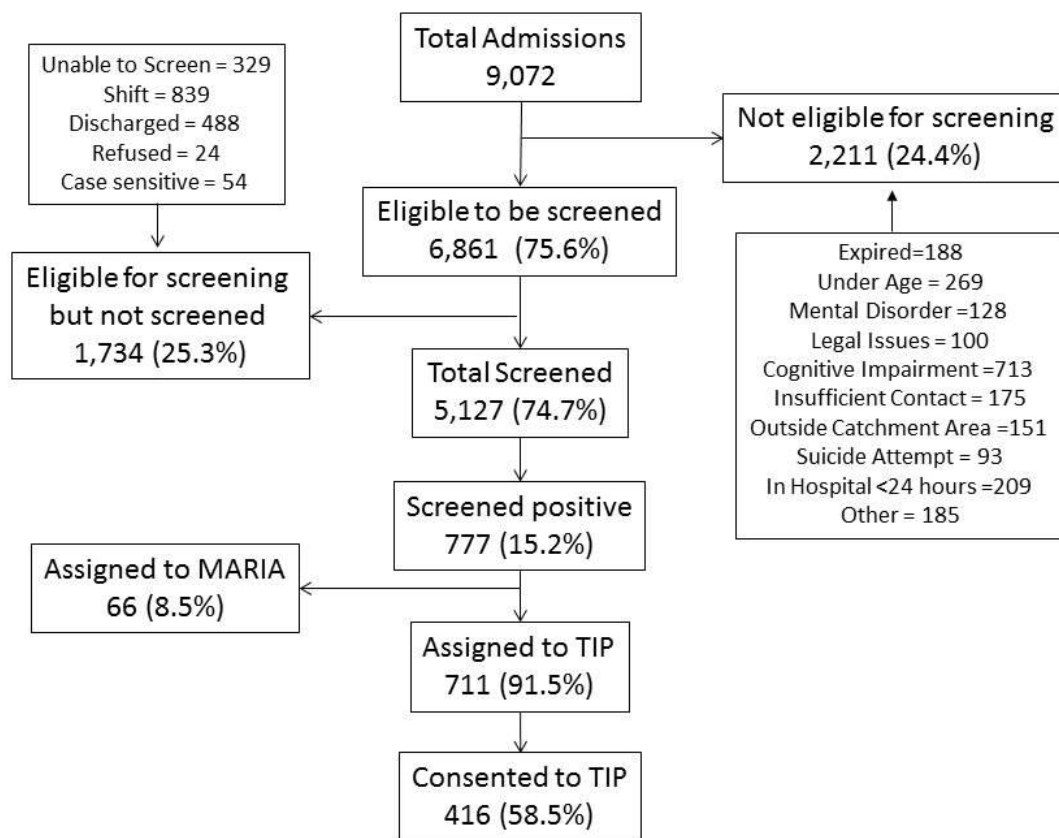 Total Admissions
9,072
Unable to Screen = 329
Shift = 839
Discharged = 488
Refused = 24
Case sensitive = 54
Not eligible for screening
2,211 (24.4%)
Eligible to be screened
6,861 (75.6%)
Expired=188
Under Age = 269
Mental Disorder =128
Legal Issues = 100
Cognitive Impairment =713
Insufficient Contact = 175
Outside Catchment Area =151
Suicide Attempt = 93
In Hospital <24 hours =209
Other = 185
Eligible for screening
but not screened
1,734 (25.3%)
Total Screened
5,127 (74.7%)
Screened positive
777 (15.2%)
Assigned to MARIA
66 (8.5%)
Assigned to TIP
711 (91.5%)
Consented to TIP
416 (58.5%)